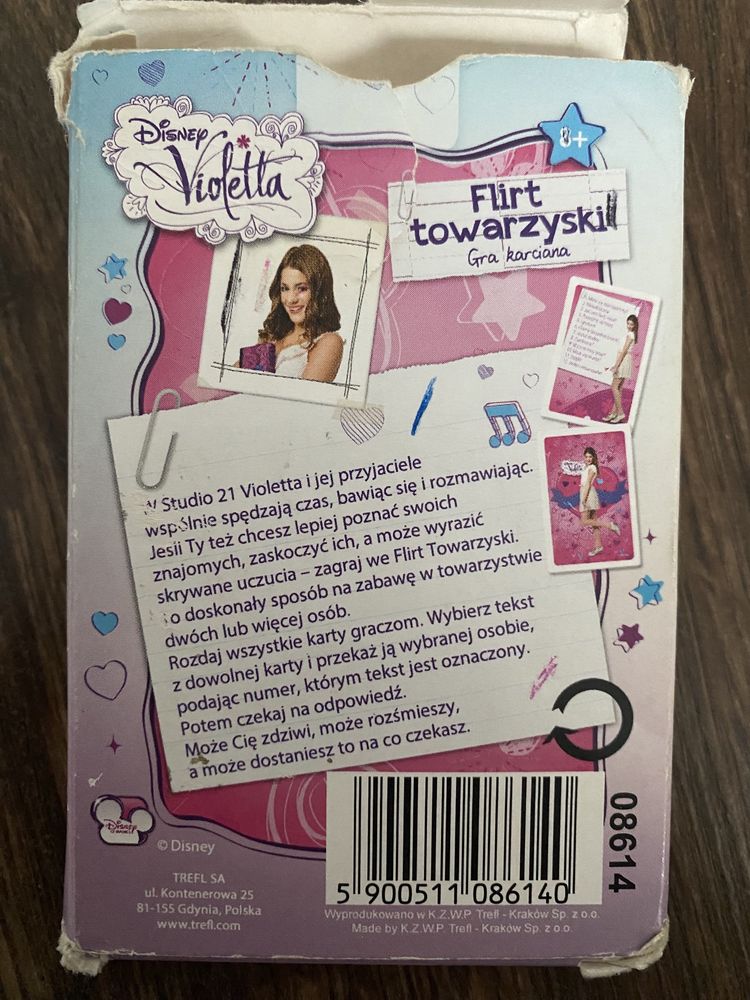 Disney
Violetta
8+
Flirt
towarzyski
Gra karciana
W Studio 21 Violetta i jej przyjaciele
wspólnie spędzają czas, bawiąc się i rozmawiając.
Jesii Ty też chcesz lepiej poznać swoich
znajomych, zaskoczyć ich, a może wyrazić
skrywane uczucia – zagraj we Flirt Towarzyski.
o doskonały sposób na zabawę w towarzystwie
dwóch lub więcej osób.
Rozdaj wszystkie karty graczom. Wybierz tekst
z dowolnej karty i przekaż ją wybranej osobie,
podając numer, którym tekst jest oznaczony.
Potem czekaj na odpowiedź.
Może Cię zdziwi, może rozśmieszy,
a może dostaniesz to na co czekasz.
Disney
© Disney
TREFL SA
ul. Kontenerowa 25
81-155 Gdynia, Polska
www.trefl.com
5 900511 086140
08614
Wyprodukowano w K.Z.W.P. Trefl - Kraków Sp. z o.o.
Made by K.Z.W.P. Trefl - Kraków Sp. z o.o.